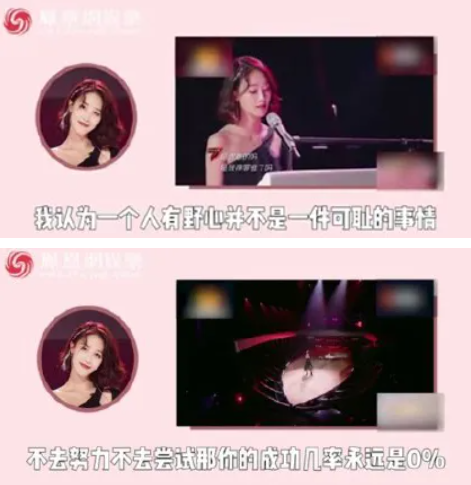 我认为一个人有野心并不是一件可耻的事情
不去努力不去尝试那你的成功几率永远是0%